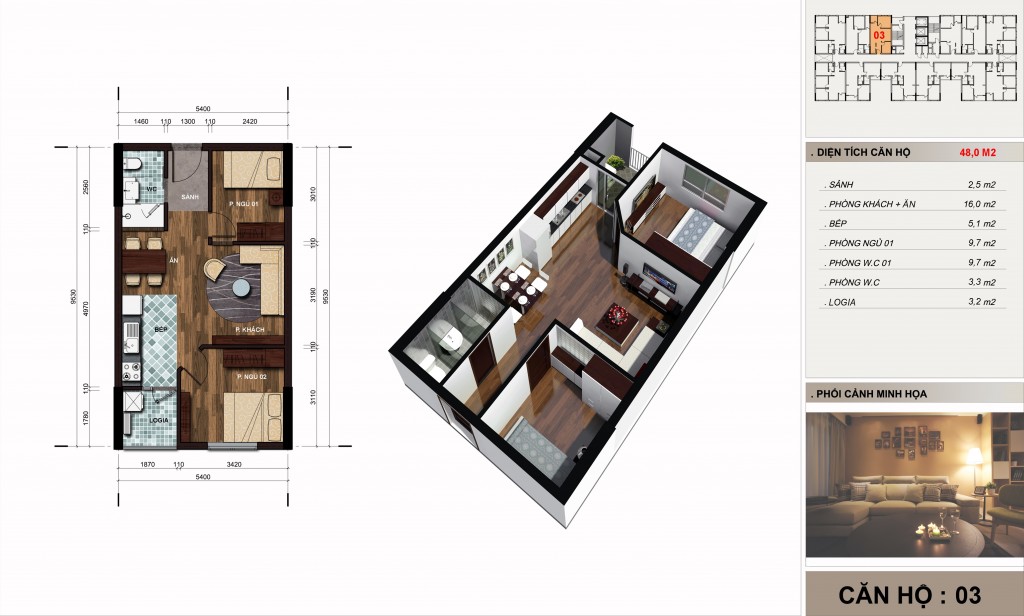 5400
1460 110 1300 110 2420
2560
110
4970
110
1780
9530
3010
110
3190
110
3110
9530
WC
SẢNH
P. NGỦ 01
ĂN
BẾP
P. KHÁCH
P. NGỦ 02
LOGIA
1870 110 3420
5400
03
. DIỆN TÍCH CĂN HỘ 48,0 M2
. SẢNH 2,5 m2
. PHÒNG KHÁCH + ĂN 16,0 m2
. BẾP 5,1 m2
. PHÒNG NGỦ 01 9,7 m2
. PHÒNG W.C 01 9,7 m2
. PHÒNG W.C 3,3 m2
. LOGIA 3,2 m2
. PHỐI CẢNH MINH HỌA
CĂN HỘ : 03